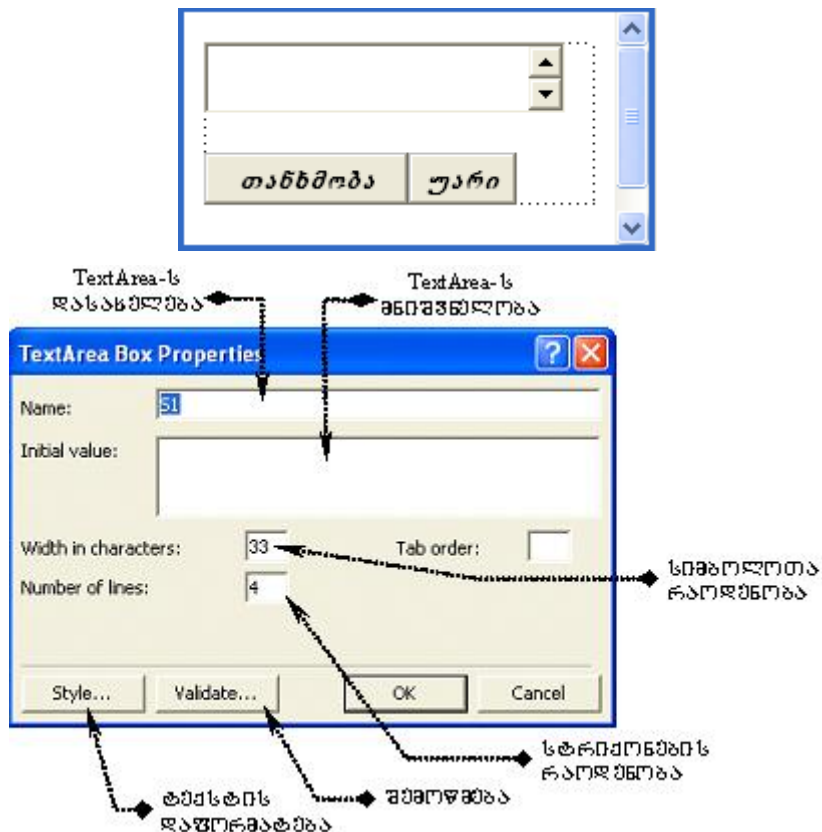 თანხმობა უარი
TextArea-ს
დასახელება
TextArea-ს
მნიშვნელობა
TextArea Box Properties
Name: S1
Initial value:
Width in characters: 33 Tab order:
Number of lines: 4
სიმბოლოთა
რაოდენობა
Style... Validate... OK Cancel
სტრიქონების
რაოდენობა
ტექსტის
დაფორმატება
შემოწმება